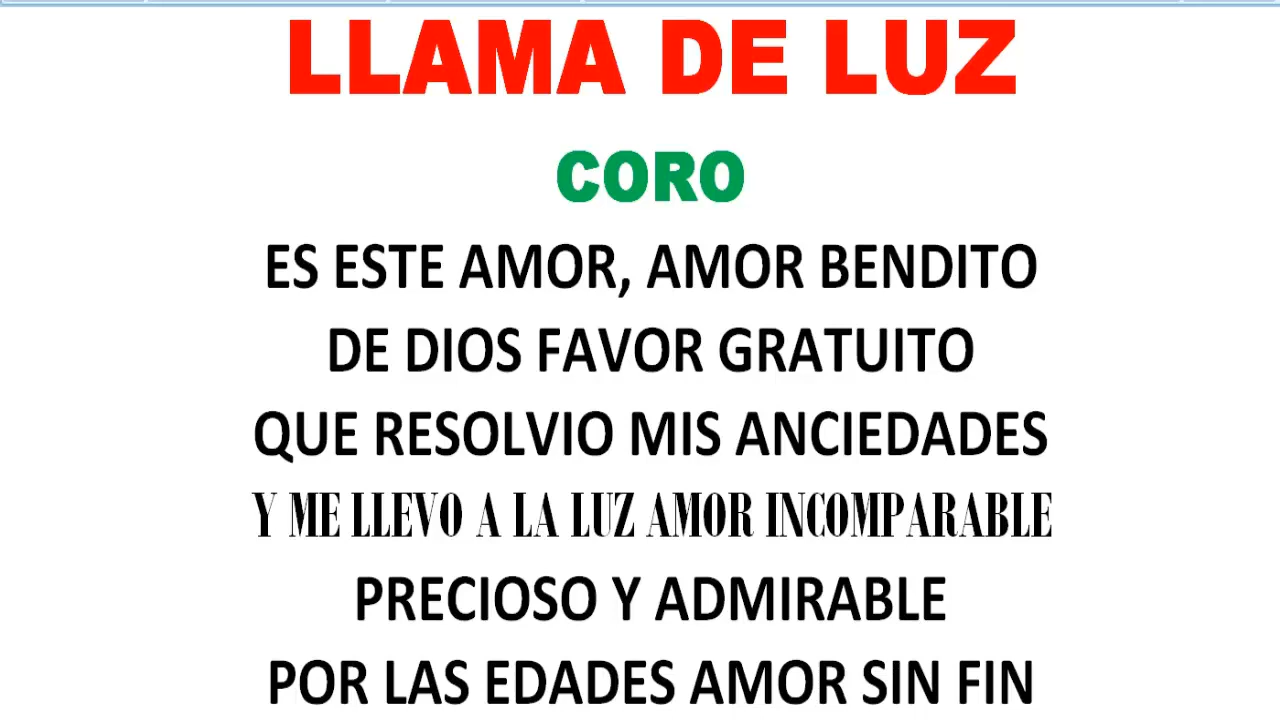 LLAMA DE LUZ
CORO
ES ESTE AMOR, AMOR BENDITO
DE DIOS FAVOR GRATUITO
QUE RESOLVIO MIS ANCIEDADES
Y ME LLEVO A LA LUZ AMOR INCOMPARABLE
PRECIOSO Y ADMIRABLE
POR LAS EDADES AMOR SIN FIN